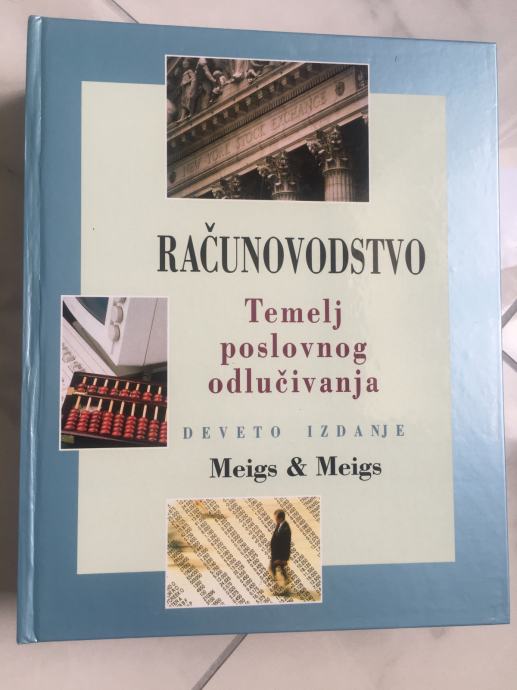 NEW YORK STOCK EXCHANGE
RAČUNOVODSTVO
Temelj
poslovnog
odlučivanja
DEVETO IZDANJE
Meigs & Meigs